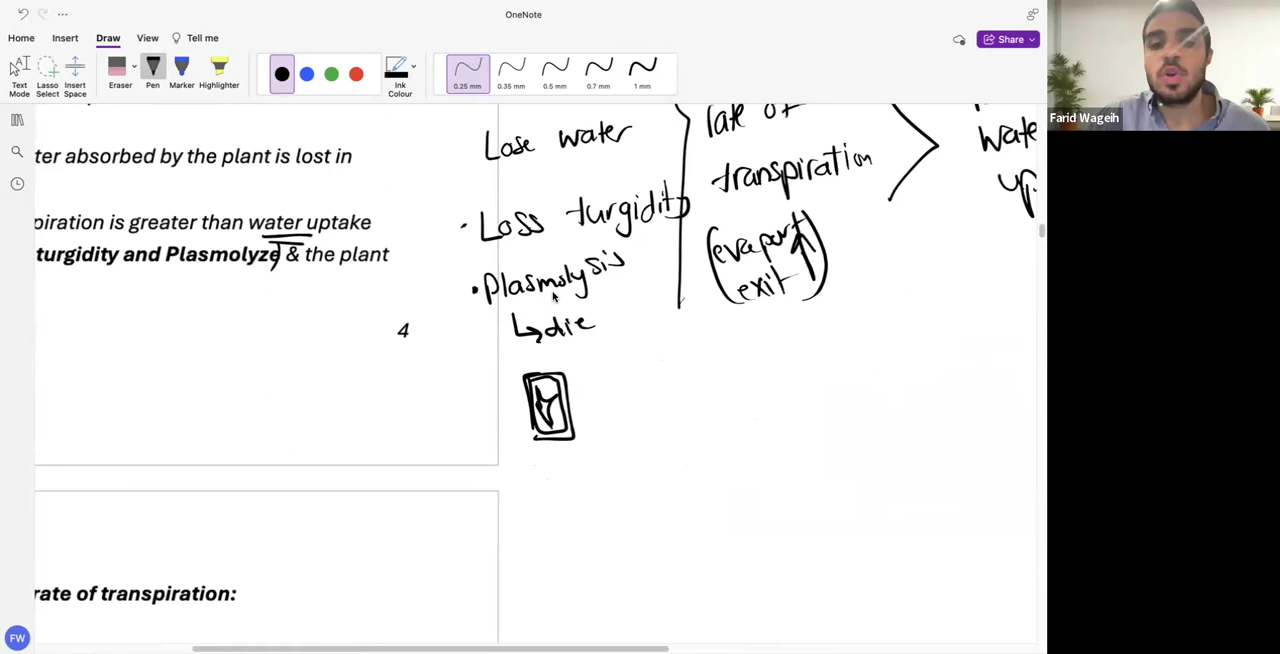 OneNote
Home Insert Draw View Tell me
Share
Text Mode
Lasso Select
Insert Space
Eraser
Pen
Marker
Highlighter
Ink Colour
0.25 mm
0.35 mm
0.5 mm
0.7 mm
1 mm
Farid Wageih
ter absorbed by the plant is lost in
piration is greater than water uptake
turgidity and Plasmolyze) & the plant
4
Lose water
• Loss turgidity
• Plasmolysis
↳ die
rate of
transpiration
exit
wate
up
rate of transpiration:
FW